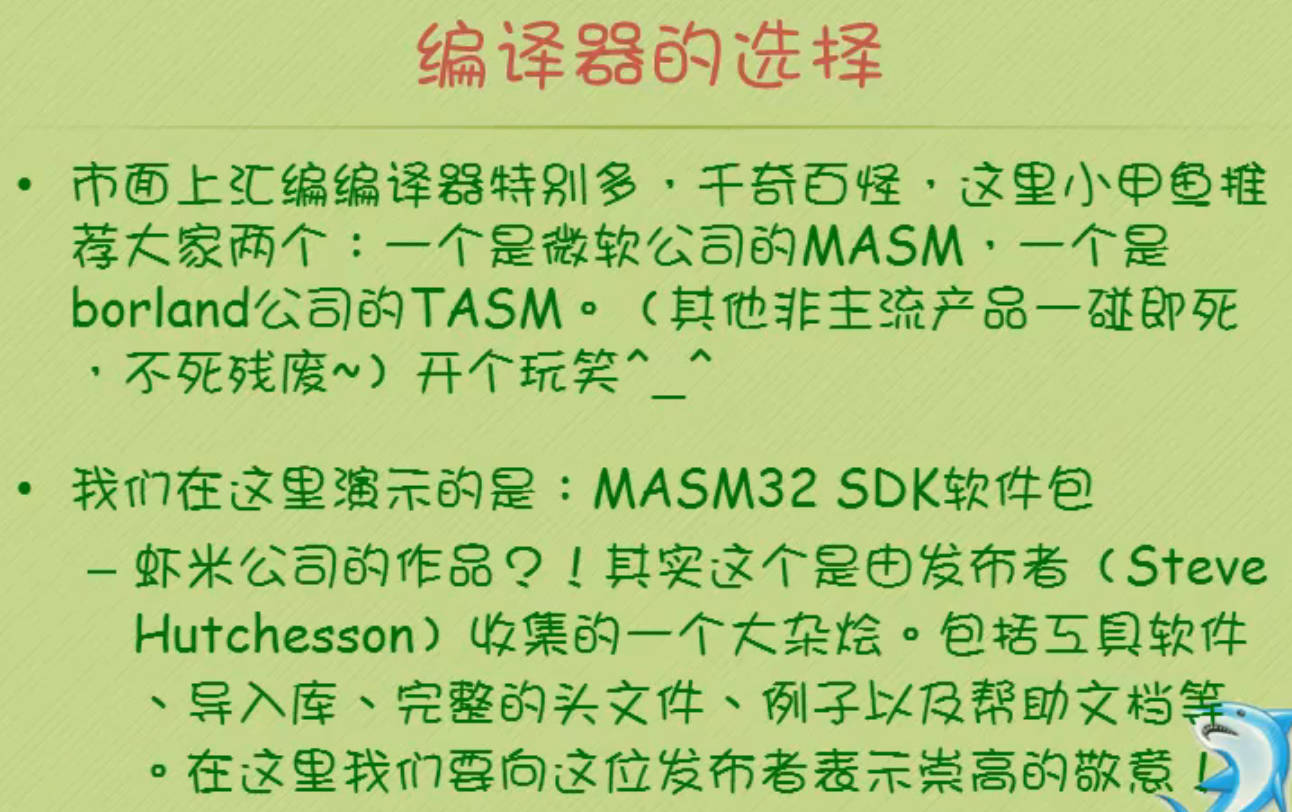 编译器的选择
• 市面上汇编编译器特别多，千奇百怪，这里小甲鱼推
荐大家两个：一个是微软公司的MASM，一个是
borland公司的TASM。（其他非主流产品一碰即死
，不死残废~）开个玩笑^_^
• 我们在这里演示的是：MASM32 SDK软件包
– 虾米公司的作品？！其实这个是由发布者（Steve
Hutchesson）收集的一个大杂烩。包括工具软件
、导入库、完整的头文件、例子以及帮助文档等
。在这里我们要向这位发布者表示崇高的敬意！